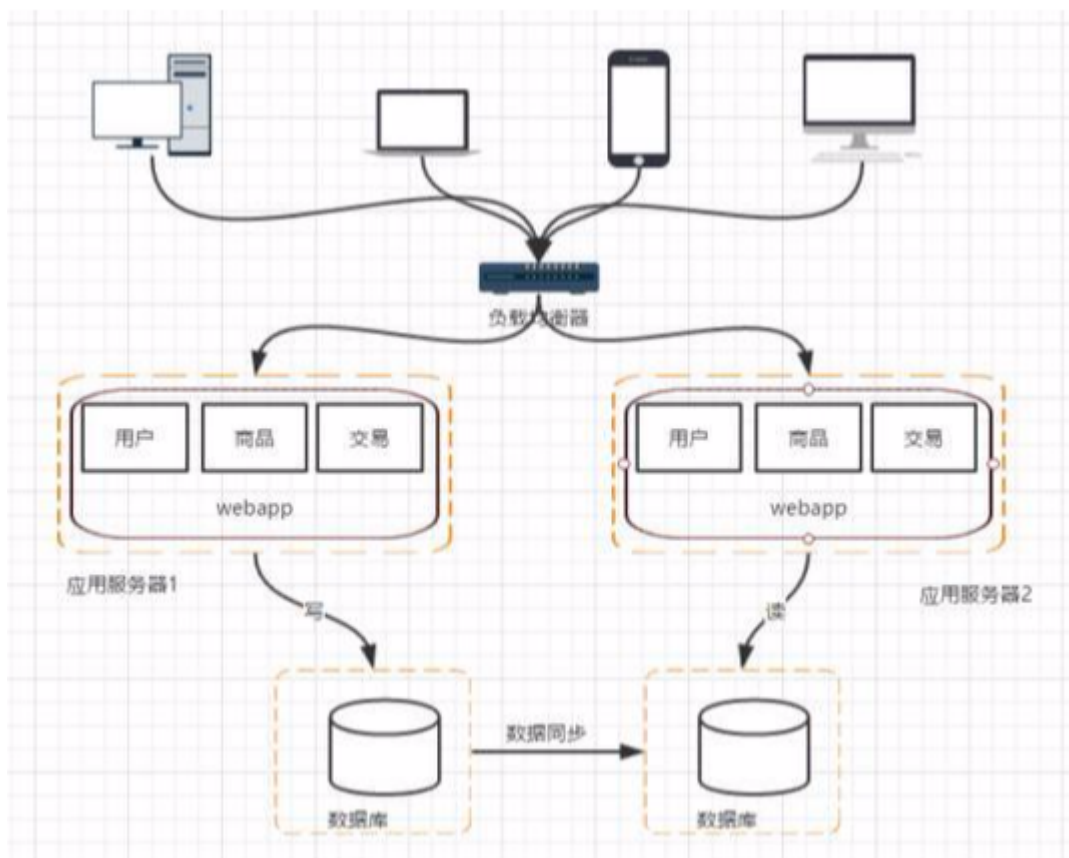 负载均衡器
用户 商品 交易
webapp
应用服务器1
用户 商品 交易
webapp
应用服务器2
写
读
数据同步
数据库
数据库